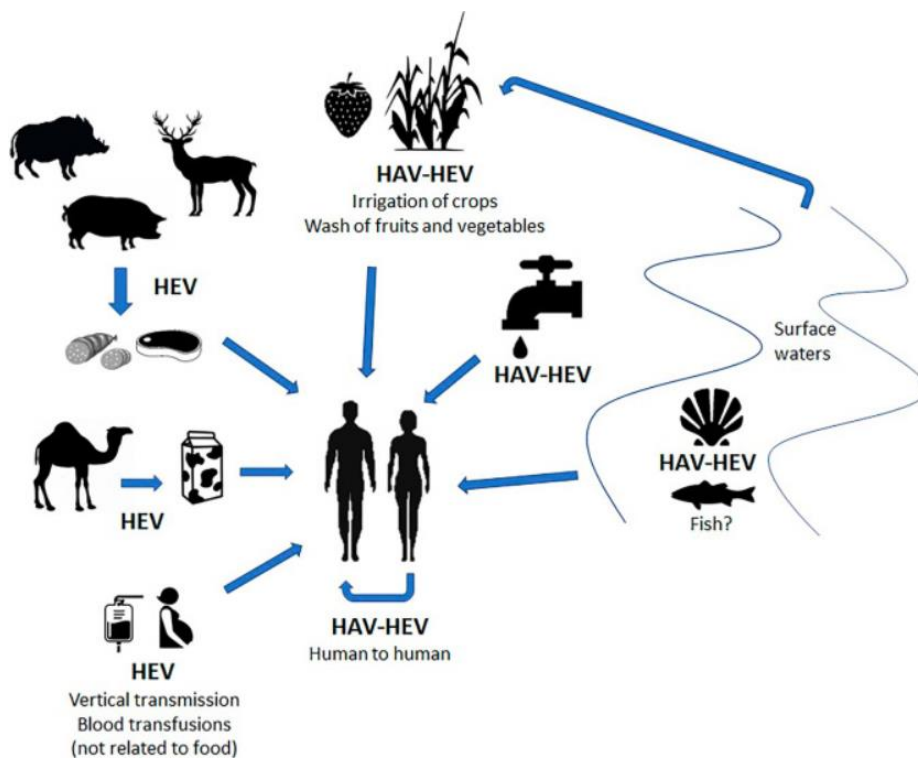 HAV-HEV
Irrigation of crops
Wash of fruits and vegetables
HEV
HAV-HEV
Surface
waters
HAV-HEV
Fish?
HEV
HAV-HEV
Human to human
HEV
Vertical transmission
Blood transfusions
(not related to food)